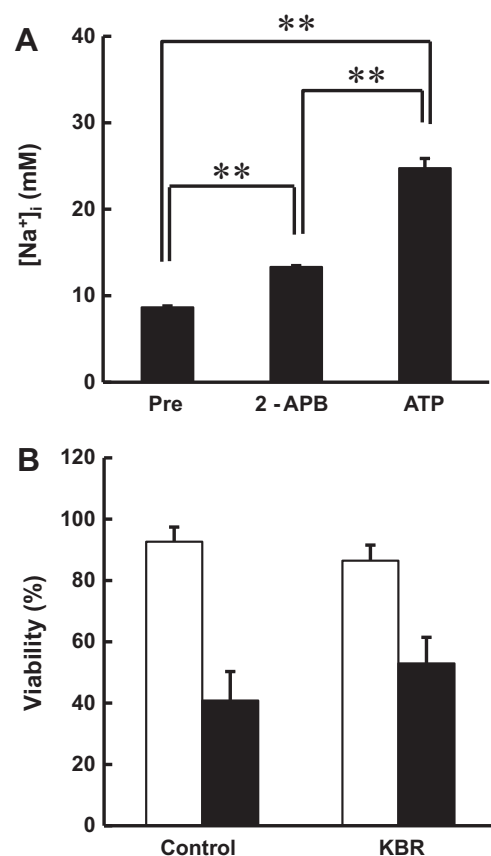 A
[Na⁺]ᵢ (mM)
40
30
20
10
0
**
**
**
Pre
2 - APB
ATP
B
Viability (%)
120
100
80
60
40
20
0
Control
KBR